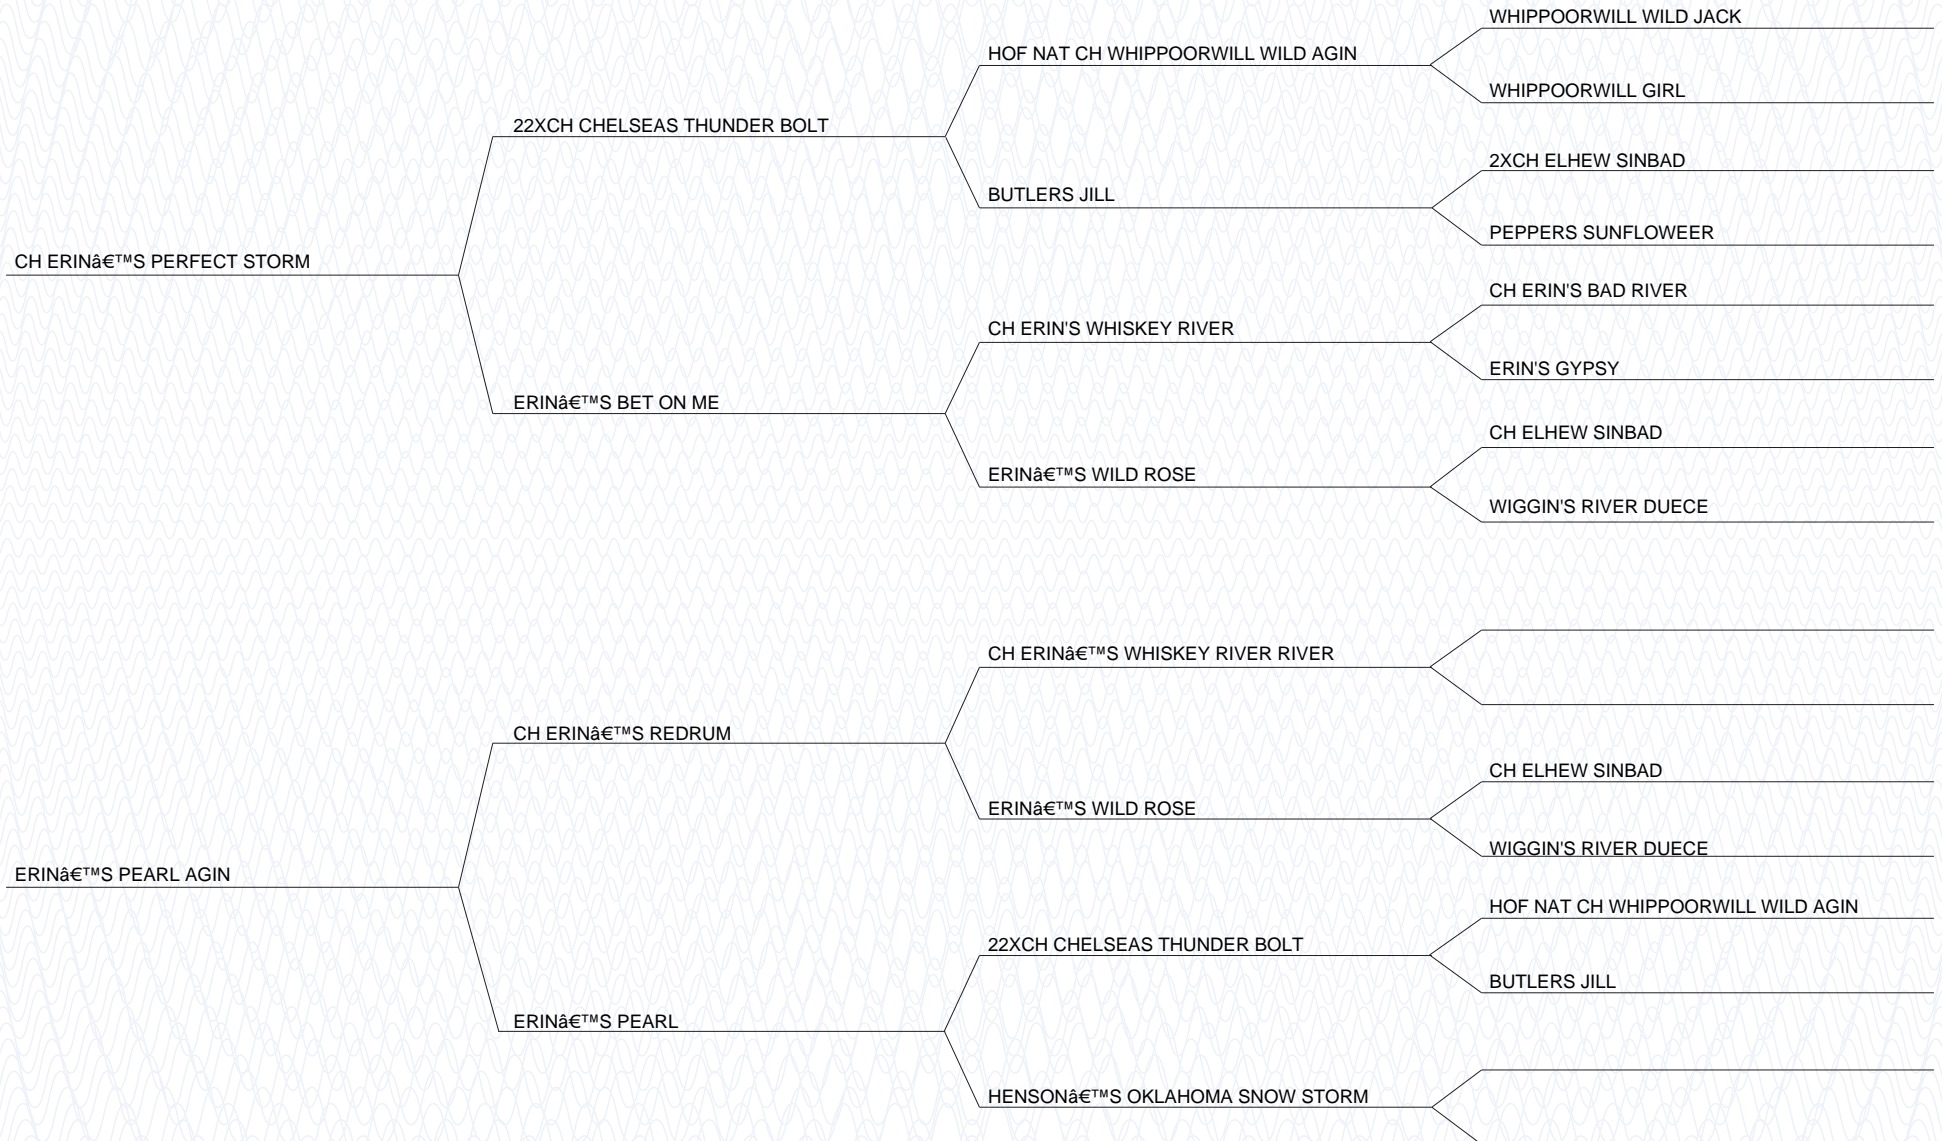 WHIPPOORWILL WILD JACK
HOF NAT CH WHIPPOORWILL WILD AGIN
WHIPPOORWILL GIRL
22XCH CHELSEAS THUNDER BOLT
2XCH ELHEW SINBAD
BUTLERS JILL
PEPPERS SUNFLOWEER
CH ERINâ€™S PERFECT STORM
CH ERIN'S BAD RIVER
CH ERIN'S WHISKEY RIVER
ERIN'S GYPSY
ERINâ€™S BET ON ME
CH ELHEW SINBAD
ERINâ€™S WILD ROSE
WIGGIN'S RIVER DUECE
CH ERINâ€™S WHISKEY RIVER RIVER
CH ERINâ€™S REDRUM
CH ELHEW SINBAD
ERINâ€™S WILD ROSE
WIGGIN'S RIVER DUECE
ERINâ€™S PEARL AGIN
HOF NAT CH WHIPPOORWILL WILD AGIN
22XCH CHELSEAS THUNDER BOLT
BUTLERS JILL
ERINâ€™S PEARL
HENSONâ€™S OKLAHOMA SNOW STORM